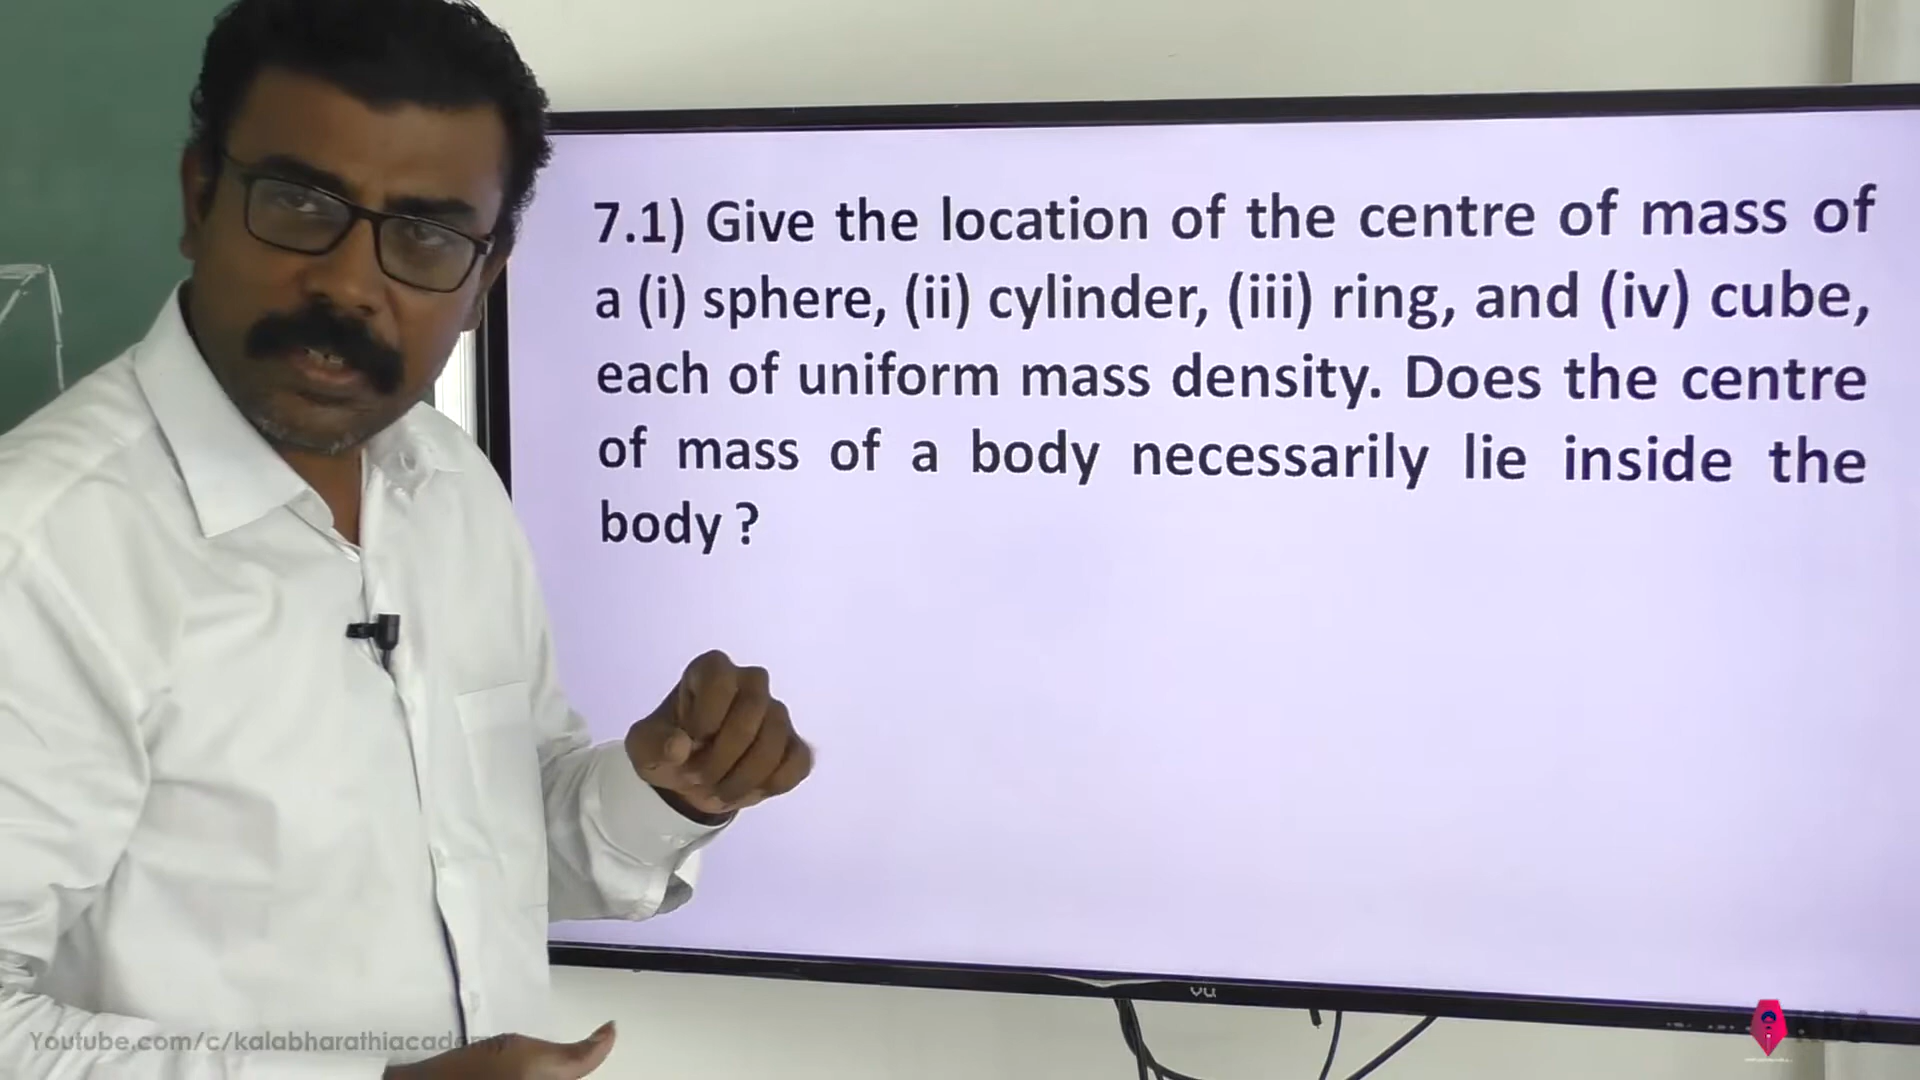 7.1) Give the location of the centre of mass of
a (i) sphere, (ii) cylinder, (iii) ring, and (iv) cube,
each of uniform mass density. Does the centre
of mass of a body necessarily lie inside the
body ?
vu
Youtube.com/c/kalabharathiacademy